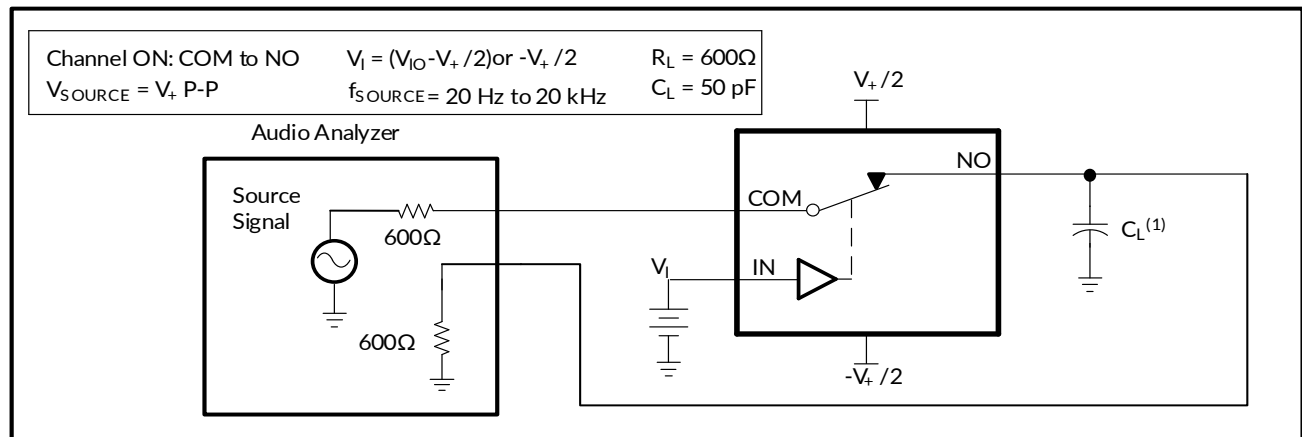 Channel ON: COM to NO V_I = (V_IO-V_+/2)or -V_+/2 R_L = 600Ω
V_SOURCE = V_+ P-P f_SOURCE = 20 Hz to 20 kHz C_L = 50 pF
Audio Analyzer
V_+/2
Source
Signal
NO
COM
600Ω
C_L^(1)
V_I
IN
600Ω
-V_+/2